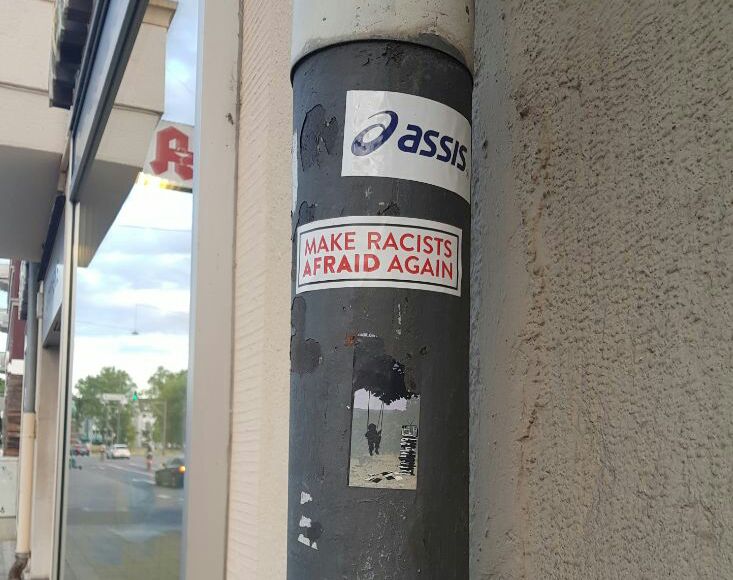 assis
MAKE RACISTS
AFRAID AGAIN